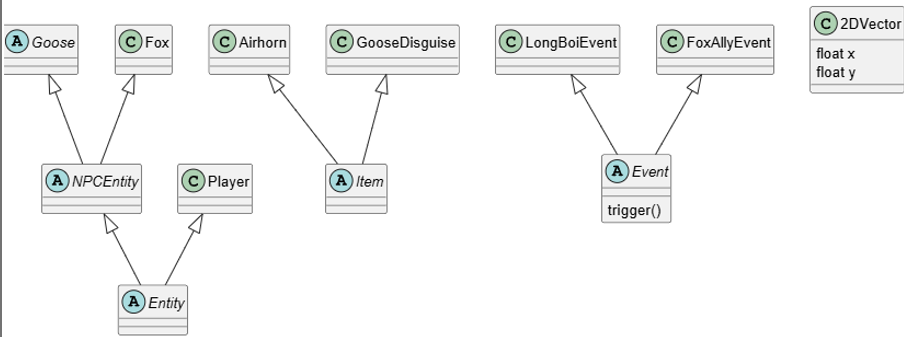 A Goose
C Fox
C Airhorn
C GooseDisguise
C LongBoiEvent
C FoxAllyEvent
C 2DVector
float x
float y
A NPCEntity
C Player
A Item
A Event
trigger()
A Entity